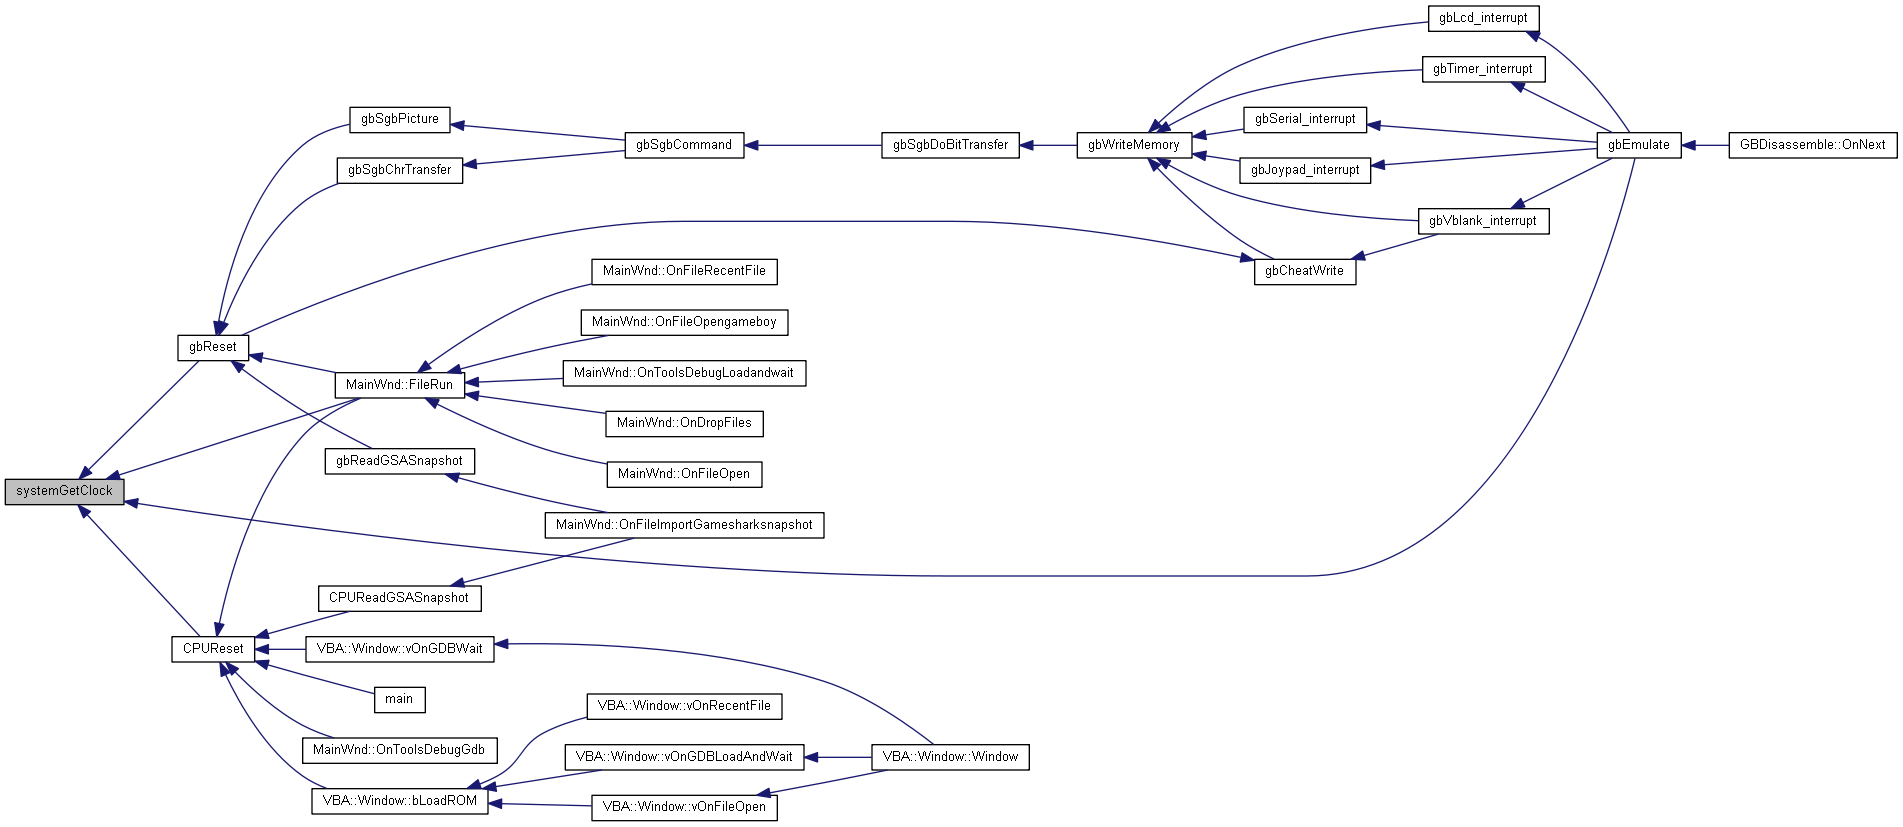 gbLcd_interrupt
gbTimer_interrupt
gbSgbPicture
gbSerial_interrupt
gbSgbCommand
gbSgbDoBitTransfer
gbWriteMemory
gbEmulate
GBDisassemble::OnNext
gbSgbChrTransfer
gbJoypad_interrupt
gbVblank_interrupt
MainWnd::OnFileRecentFile
gbCheatWrite
MainWnd::OnFileOpengameboy
gbReset
MainWnd::OnToolsDebugLoadandwait
MainWnd::FileRun
MainWnd::OnDropFiles
gbReadGSASnapshot
MainWnd::OnFileOpen
systemGetClock
MainWnd::OnFileImportGamesharksnapshot
CPUReadGSASnapshot
CPUReset
VBA::Window::vOnGDBWait
main
VBA::Window::vOnRecentFile
MainWnd::OnToolsDebugGdb
VBA::Window::vOnGDBLoadAndWait
VBA::Window::Window
VBA::Window::bLoadROM
VBA::Window::vOnFileOpen